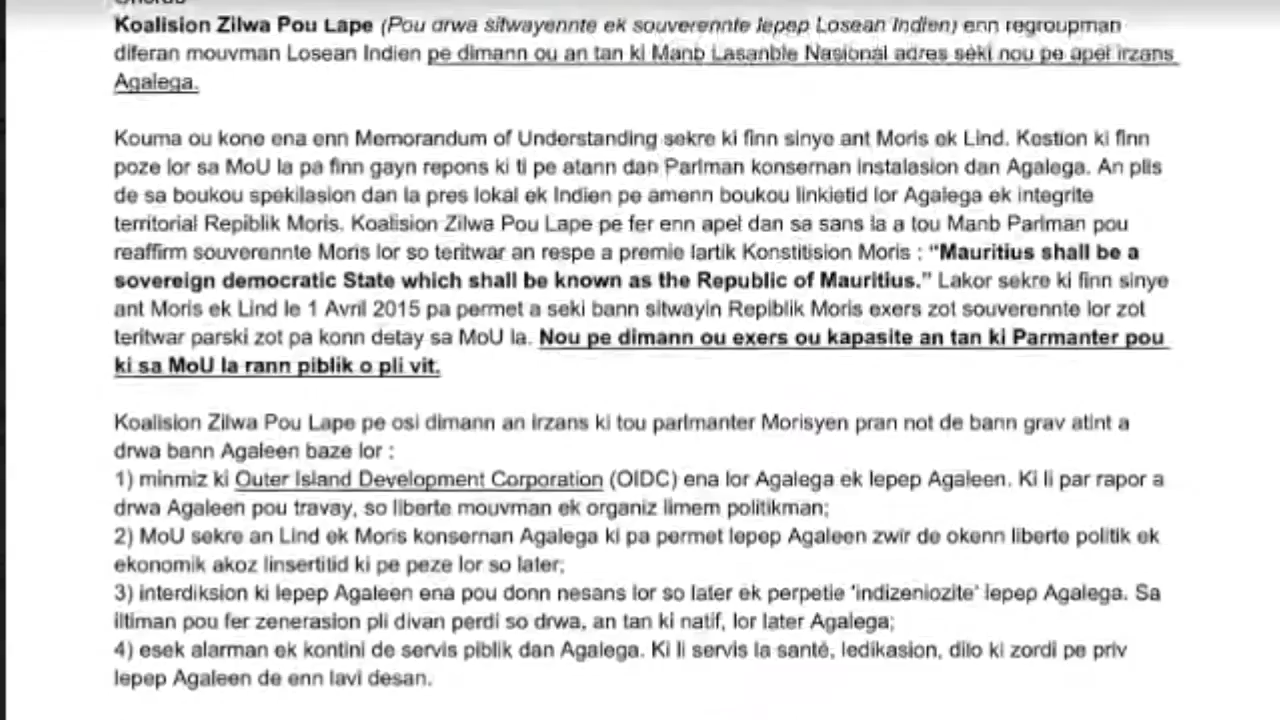 Koalision Zilwa Pou Lape (Pou drwa sitwayennte ek souverennte lepep Losean Indien) enn regroupman
diferan mouvman Losean Indien pe dimann ou an tan ki Manb Lasanble Nasional adres seki nou pe apel irzans
Agalega.
Kouma ou kone ena enn Memorandum of Understanding sekre ki finn sinye ant Moris ek Lind. Kestion ki finn
poze lor sa MoU la pa finn gayn repons ki ti pe atann dan Parlman konsernan instalasion dan Agalega. An plis
de sa boukou spekilasion dan la pres lokal ek Indien pe amenn boukou linkietid lor Agalega ek integrite
territorial Repiblik Moris. Koalision Zilwa Pou Lape pe fer enn apel dan sa sans la a tou Manb Parlman pou
reaffirm souverennte Moris lor so teritwar an respe a premie lartik Konstitision Moris : “Mauritius shall be a
sovereign democratic State which shall be known as the Republic of Mauritius.” Lakor sekre ki finn sinye
ant Moris ek Lind le 1 Avril 2015 pa permet a seki bann sitwayin Repiblik Moris exers zot souverennte lor zot
teritwar parski zot pa konn detay sa MoU la. Nou pe dimann ou exers ou kapasite an tan ki Parmanter pou
ki sa MoU la rann piblik o pli vit.
Koalision Zilwa Pou Lape pe osi dimann an irzans ki tou parlmanter Morisyen pran not de bann grav atint a
drwa bann Agaleen baze lor :
1) minmiz ki Outer Island Development Corporation (OIDC) ena lor Agalega ek lepep Agaleen. Ki li par rapor a
drwa Agaleen pou travay, so liberte mouvman ek organiz limem politikman;
2) MoU sekre an Lind ek Moris konsernan Agalega ki pa permet lepep Agaleen zwir de okenn liberte politik ek
ekonomik akoz linsertitid ki pe peze lor so later;
3) interdiksion ki lepep Agaleen ena pou donn nesans lor so later ek perpetie 'indizeniozite' lepep Agalega. Sa
iltiman pou fer zenerasion pli divan perdi so drwa, an tan ki natif, lor later Agalega;
4) esek alarman ek kontini de servis piblik dan Agalega. Ki li servis la santé, ledikasion, dilo ki zordi pe priv
lepep Agaleen de enn lavi desan.